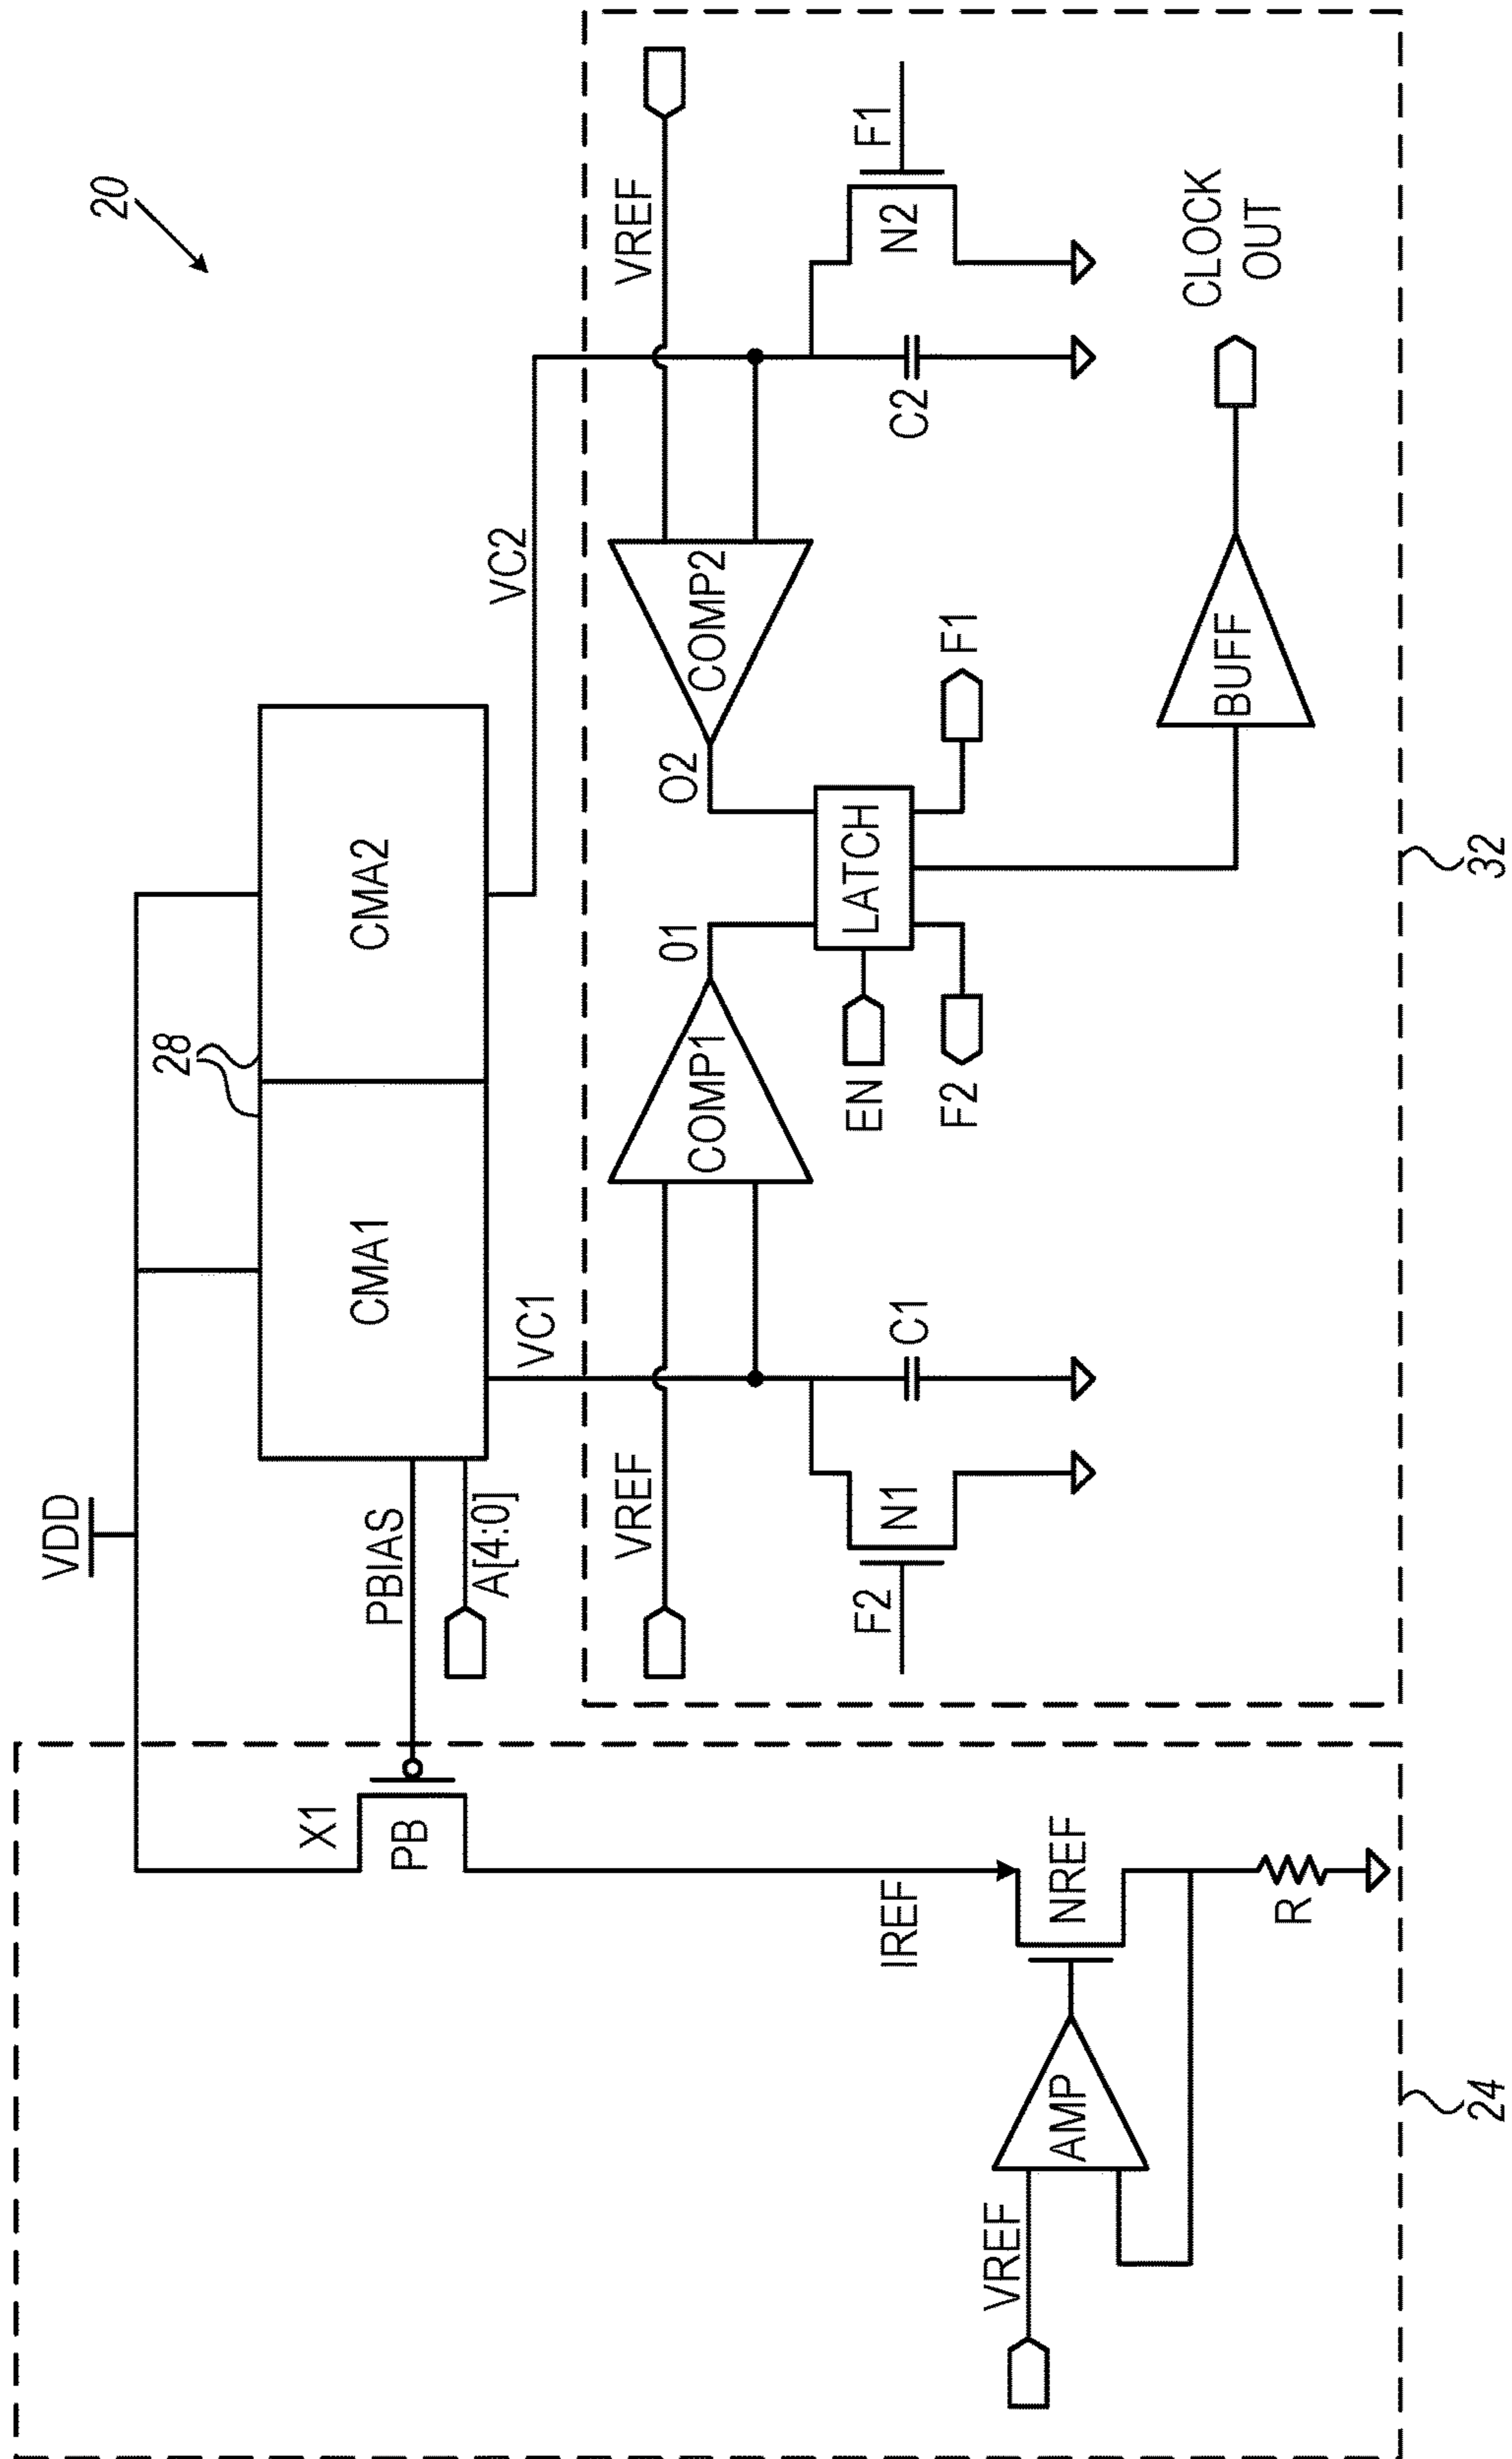 20
VDD
28
CMA1
CMA2
X1
PB
PBIAS
A[4:0]
VC1
VC2
VREF
VREF
COMP1
COMP2
01
O2
F2
N1
C1
EN
LATCH
C2
N2
F1
F2
F1
IREF
VREF
AMP
NREF
R
BUFF
CLOCK
OUT
24
32